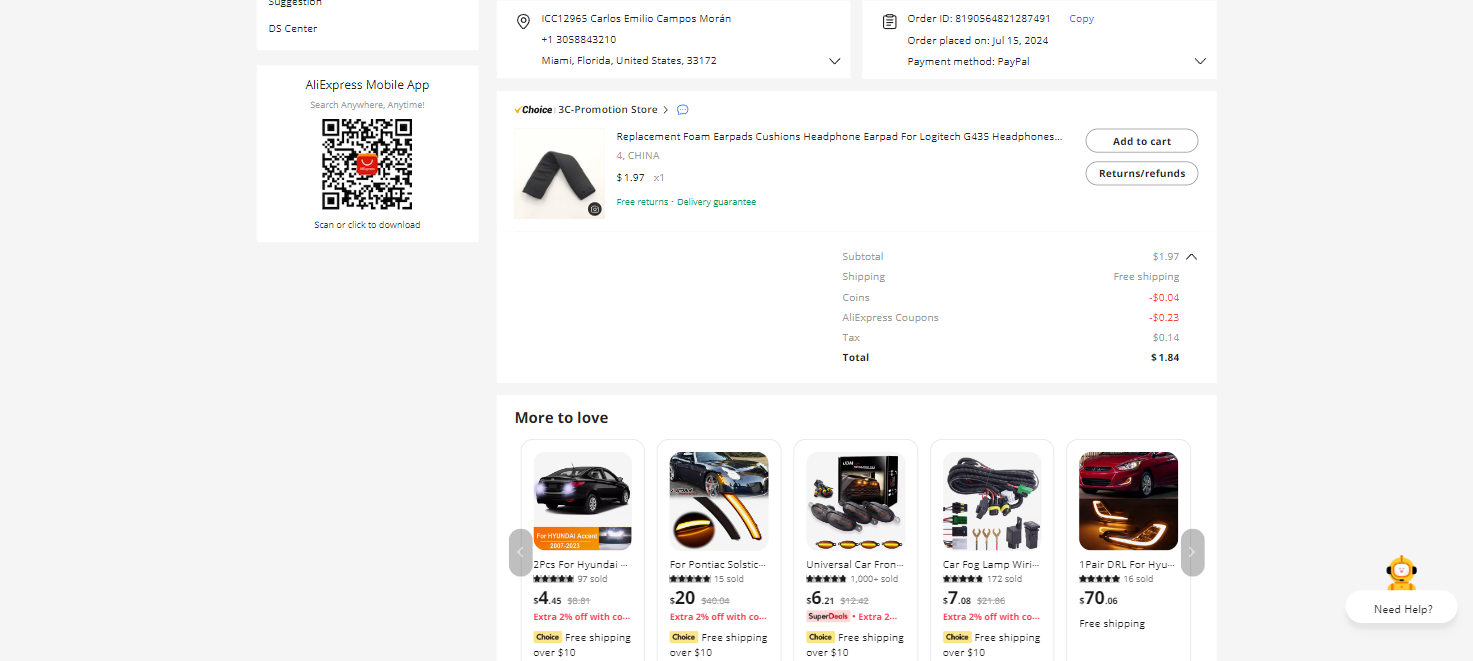 Suggestion
DS Center
AliExpress Mobile App
Search Anywhere, Anytime!
Scan or click to download
ICC12965 Carlos Emilio Campos Morán
+1 3058843210
Miami, Florida, United States, 33172
Order ID: 8190564821287491 Copy
Order placed on: Jul 15, 2024
Payment method: PayPal
Choice 3C-Promotion Store
Replacement Foam Earpads Cushions Headphone Earpad For Logitech G435 Headphones...
4, CHINA
$1.97 x1
Free returns · Delivery guarantee
Add to cart
Returns/refunds
Subtotal $1.97
Shipping Free shipping
Coins -$0.04
AliExpress Coupons -$0.23
Tax $0.14
Total $1.84
More to love
For HYUNDAI Accent
2007-2023
2Pcs For Hyundai ...
97 sold
$4.45 $8.81
Extra 2% off with co...
Choice Free shipping
over $10
For Pontiac Solstic...
15 sold
$20 $40.04
Extra 2% off with co...
Choice Free shipping
over $10
Universal Car Fron...
1,000+ sold
$6.21 $12.42
SuperDeals • Extra 2...
Choice Free shipping
over $10
Car Fog Lamp Wiri...
172 sold
$7.08 $21.86
Extra 2% off with co...
Choice Free shipping
over $10
1Pair DRL For Hyu...
16 sold
$70.06
Free shipping
Need Help?